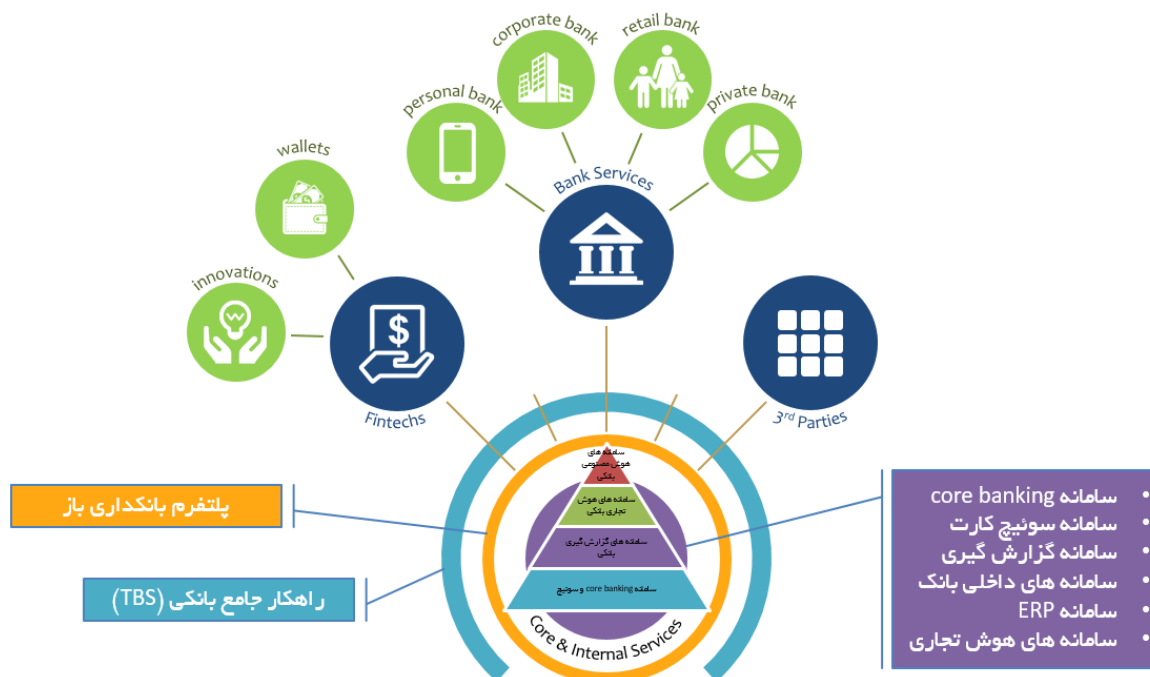 corporate bank
retail bank
personal bank
private bank
wallets
Bank Services
innovations
Fintechs
3rd Parties
سامانه های
هوش مصنوعی
بانکی
سامانه های هوش
تجاری بانکی
سامانه های گزارش گیری
بانکی
سامانه core banking و سوئیچ
Core & Internal Services
پلتفرم بانکداری باز
راهکار جامع بانکی (TBS)
• سامانه core banking
• سامانه سوئیچ کارت
• سامانه گزارش گیری
• سامانه های داخلی بانک
• سامانه ERP
• سامانه های هوش تجاری